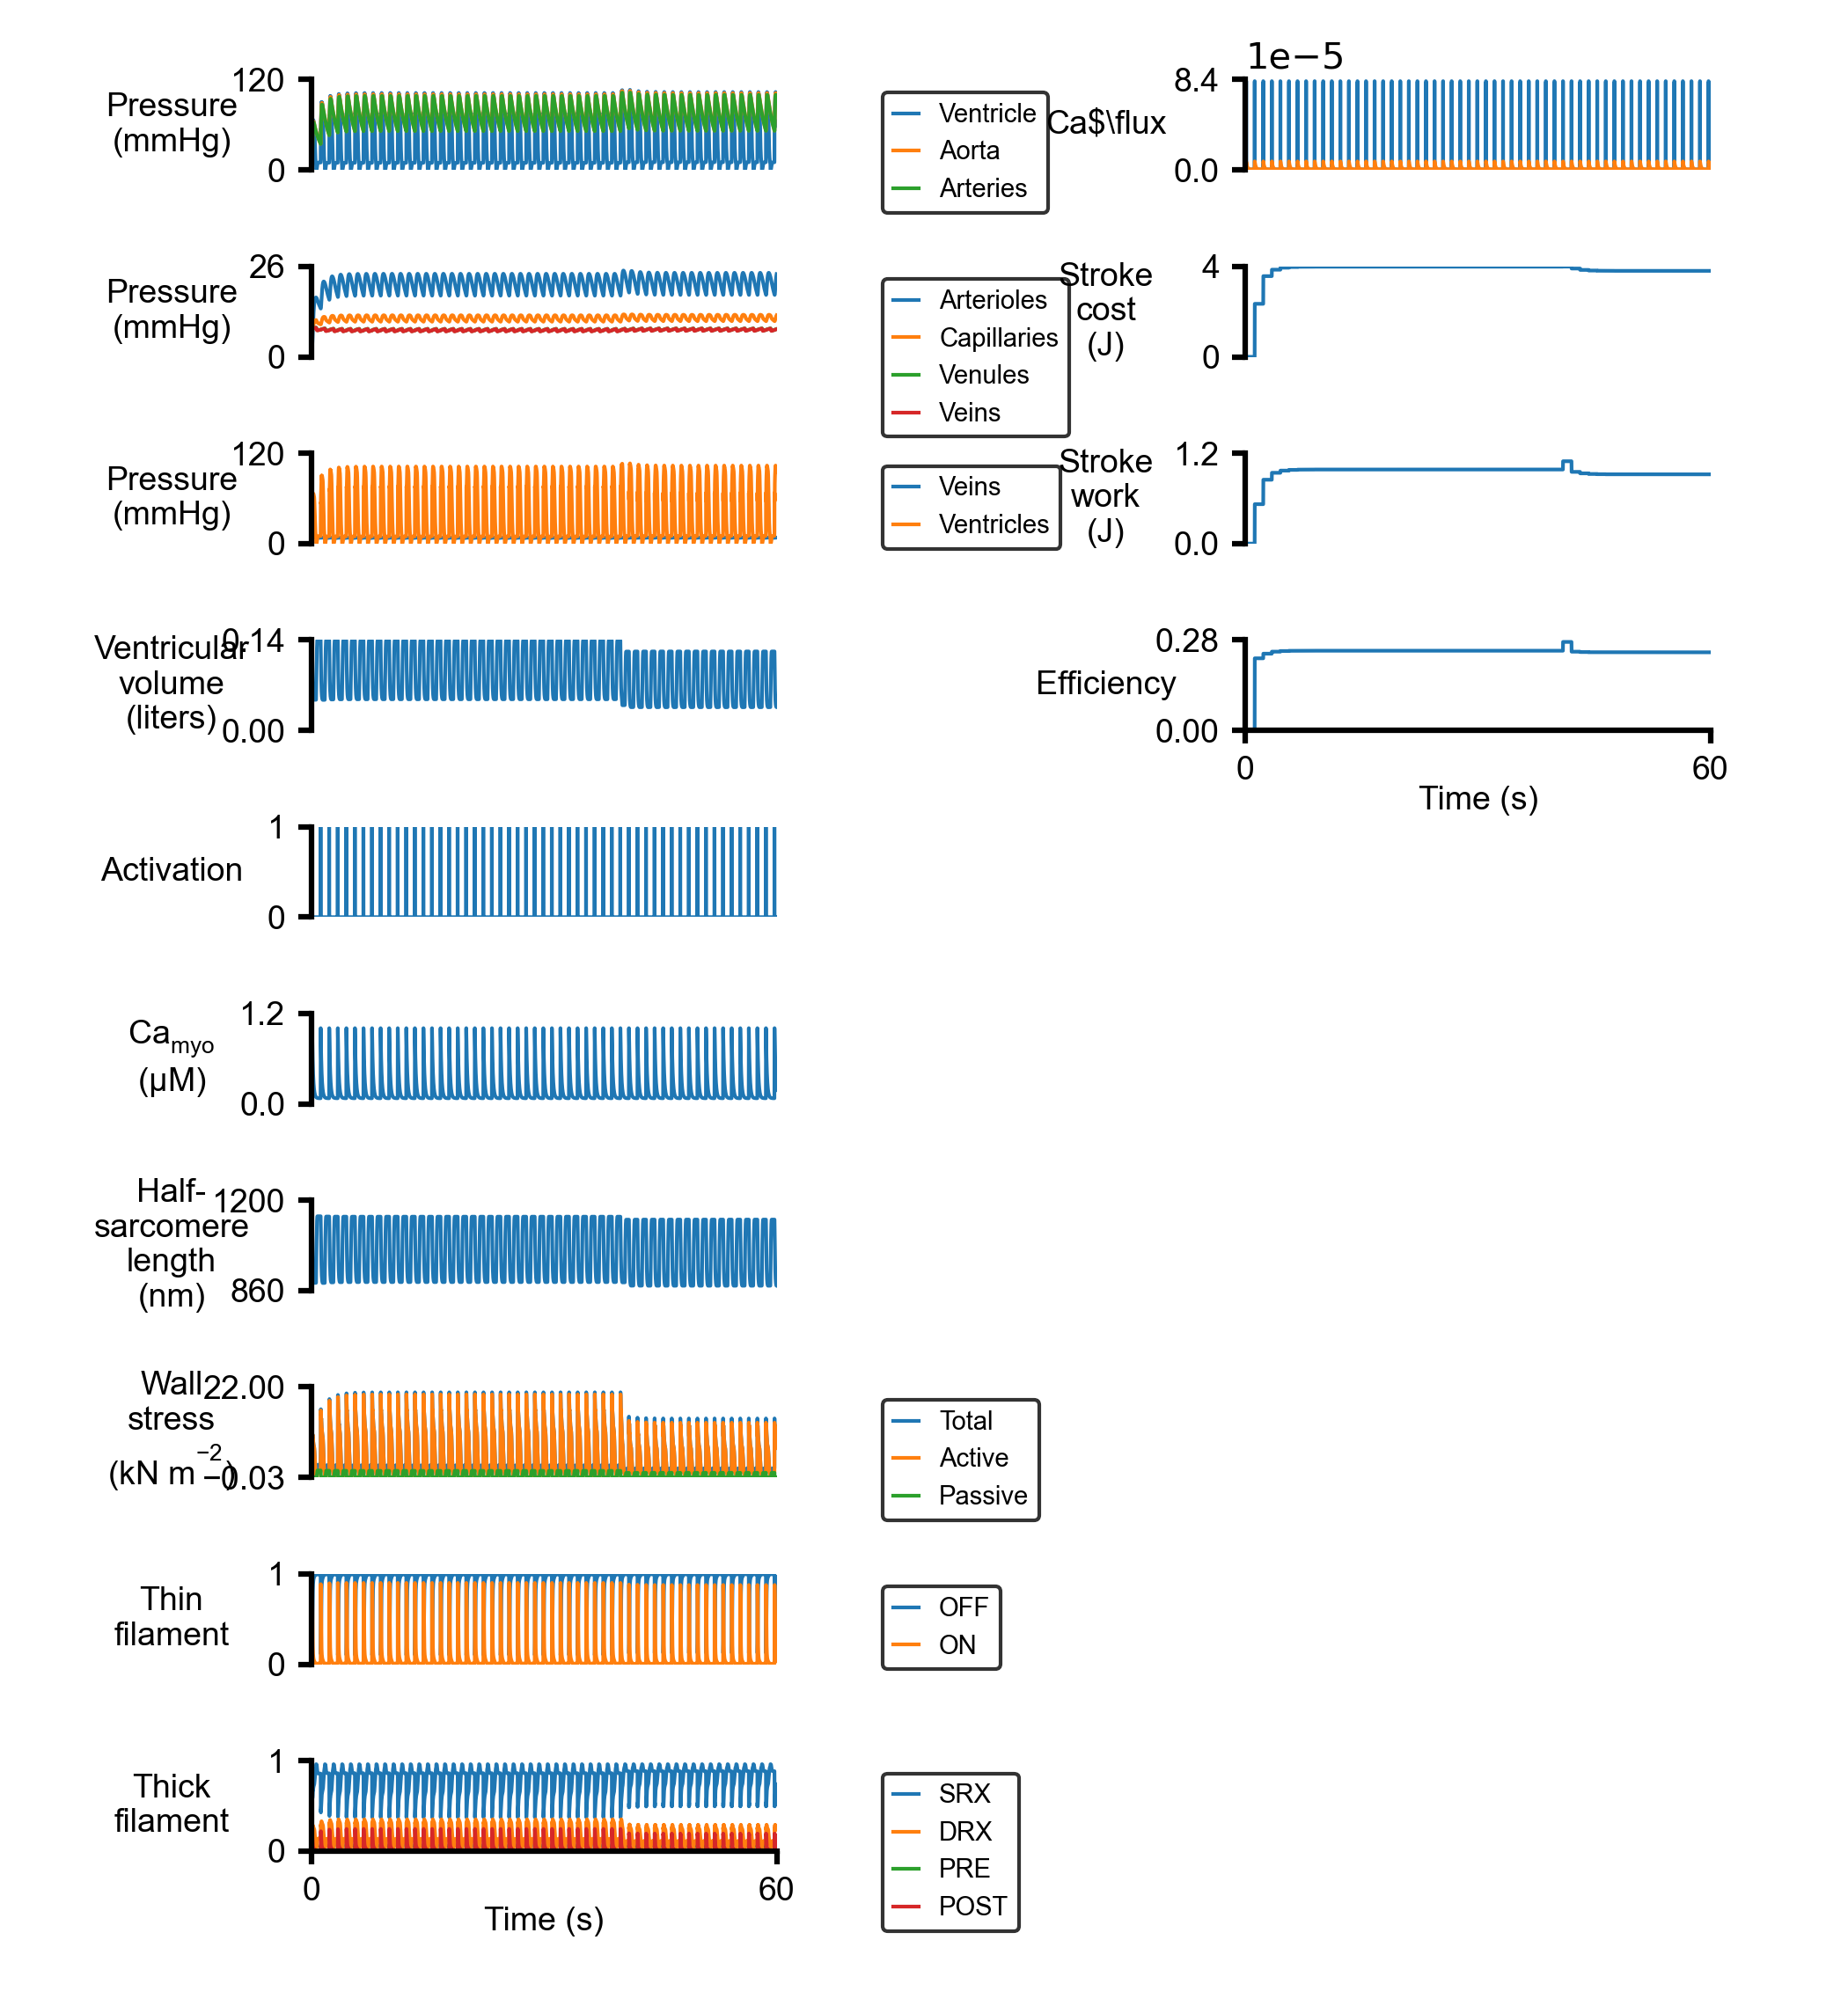 120
Pressure
(mmHg)
0
Ventricle
Aorta
Arteries
26
Pressure
(mmHg)
0
Arterioles
Capillaries
Venules
Veins
120
Pressure
(mmHg)
0
Veins
Ventricles
0.14
Ventricular
volume
(liters)
0.00
1
Activation
0
1.2
Ca_myo
(µM)
0.0
1200
Half-
sarcomere
length
(nm)
860
22.00
Wall
stress
(kN m^−2)
−0.03
Total
Active
Passive
1
Thin
filament
0
OFF
ON
1
Thick
filament
0
SRX
DRX
PRE
POST
0 60
Time (s)
1e−5
8.4
Ca$\flux
0.0
4
Stroke
cost
(J)
0
1.2
Stroke
work
(J)
0.0
0.28
Efficiency
0.00
0 60
Time (s)